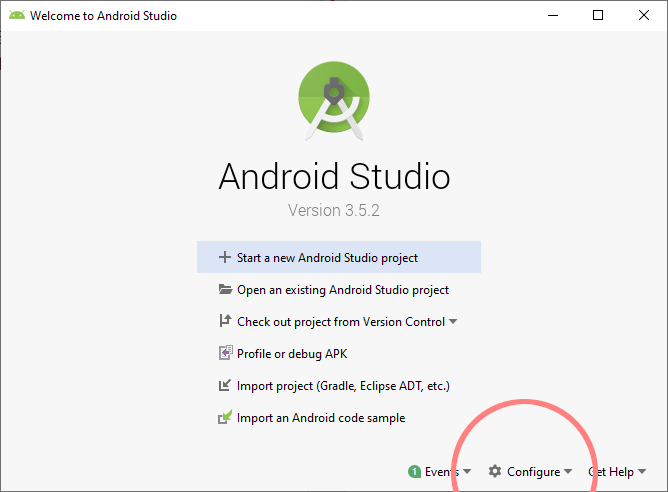 Welcome to Android Studio
Android Studio
Version 3.5.2
Start a new Android Studio project
Open an existing Android Studio project
Check out project from Version Control
Profile or debug APK
Import project (Gradle, Eclipse ADT, etc.)
Import an Android code sample
1 Events Configure Get Help